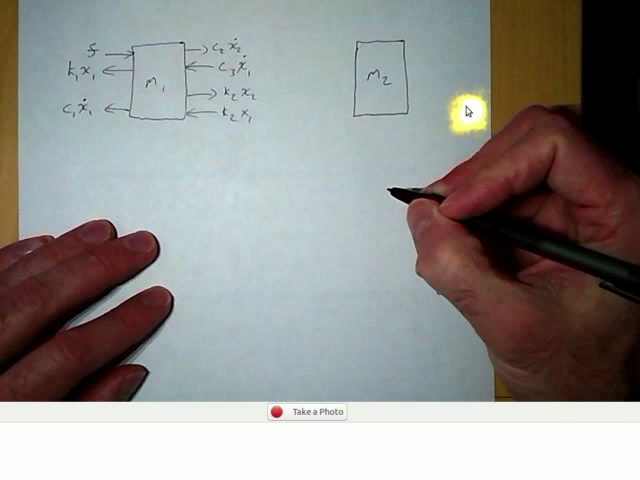 f
k₁x₁
c₁ẋ₁
m₁
c₂ẋ₂
c₃ẋ₁
k₂x₂
k₂x₁
m₂
Take a Photo